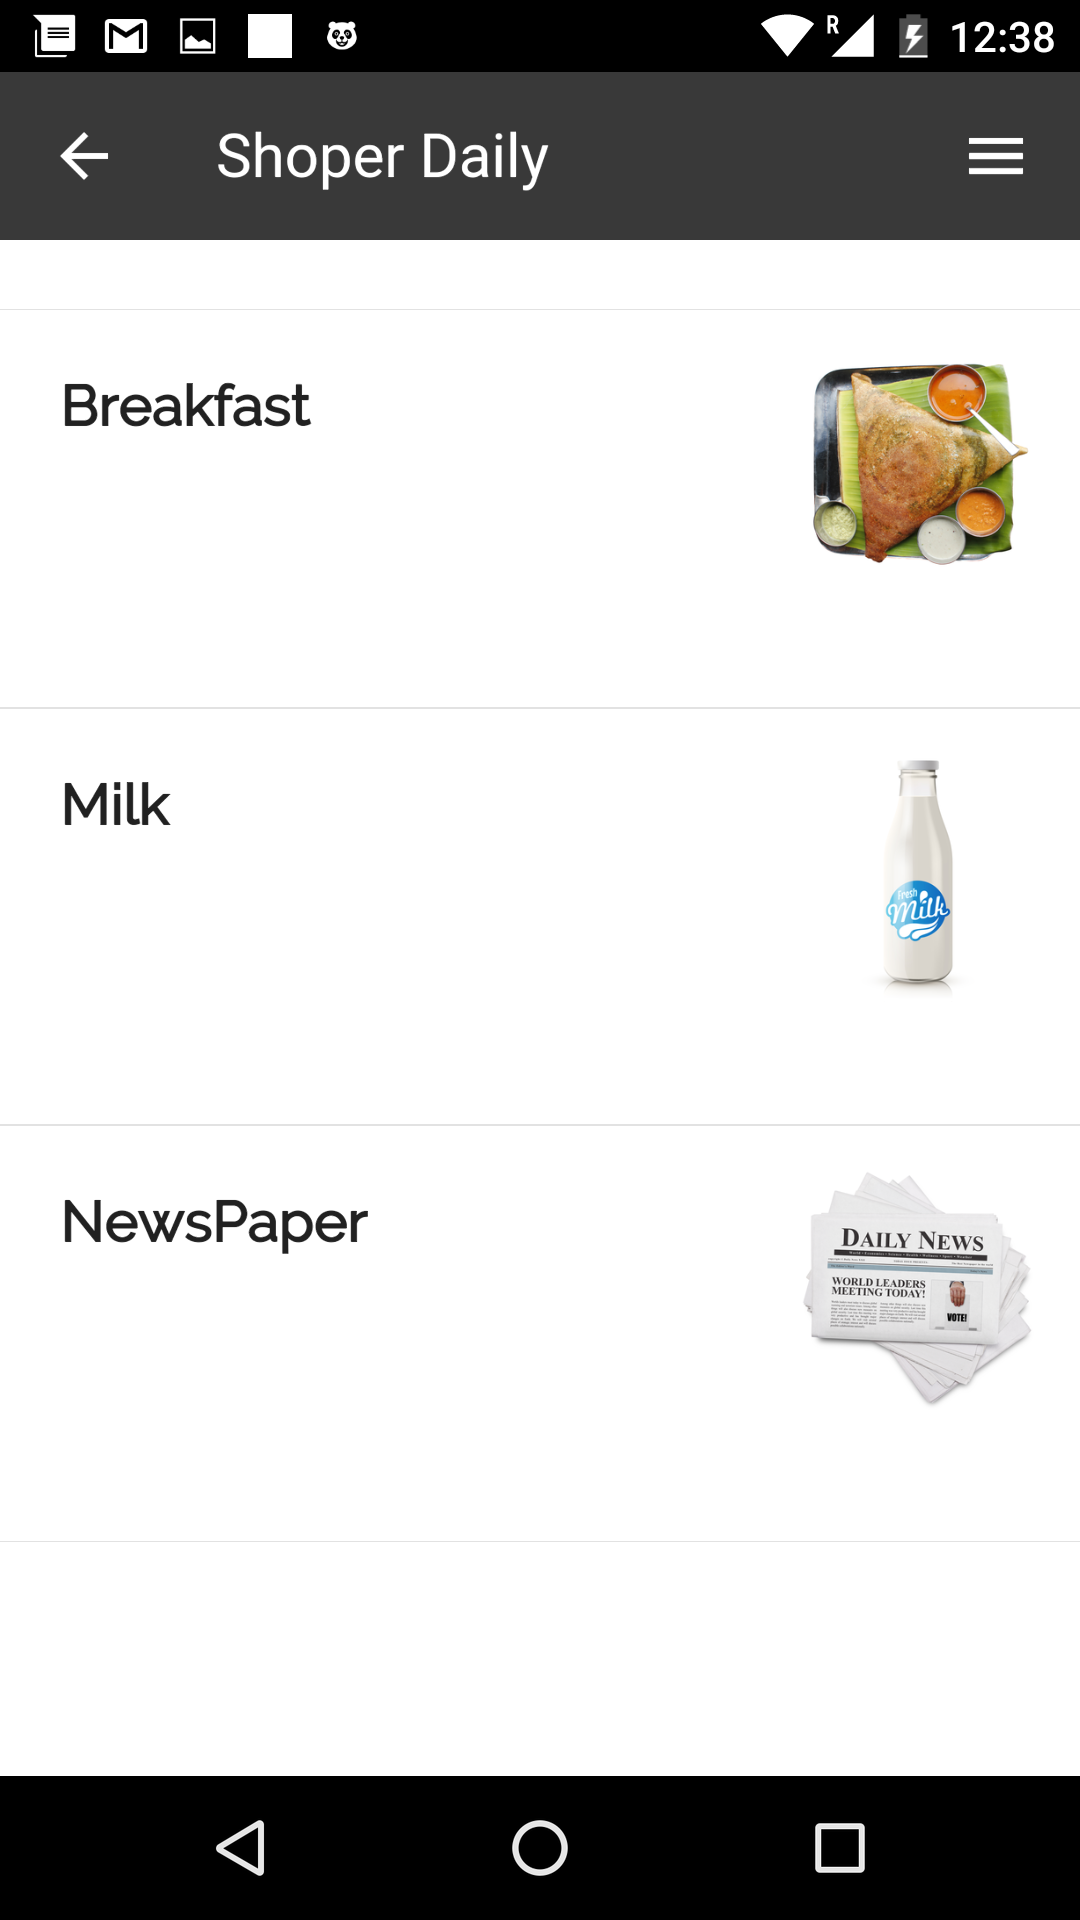 R 12:38
Shoper Daily
Breakfast
Milk
Fresh
Milk
NewsPaper
DAILY NEWS
WORLD LEADERS
MEETING TODAY!
VOTE!